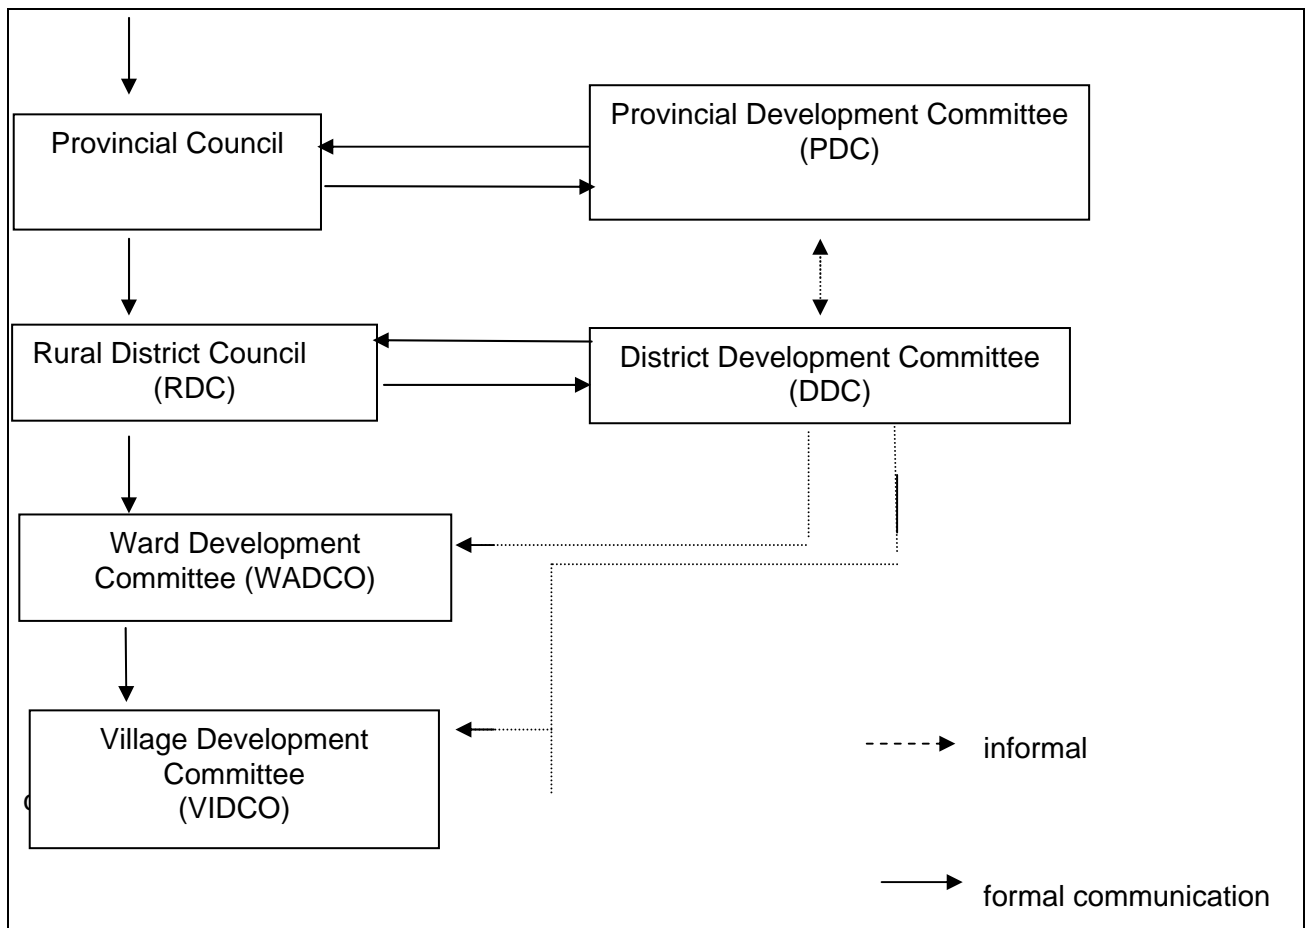 Provincial Council
Provincial Development Committee
(PDC)
Rural District Council
(RDC)
District Development Committee
(DDC)
Ward Development
Committee (WADCO)
Village Development
Committee
(VIDCO)
informal
formal communication